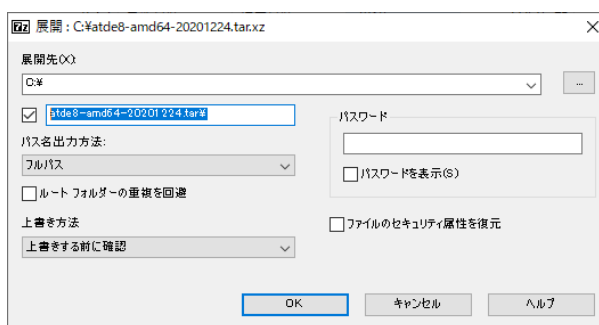 7z 展開 : C:¥atde8-amd64-20201224.tar.xz
展開先(X):
C:¥
...
atde8-amd64-20201224.tar¥
パス名出力方法:
フルパス
ルート フォルダーの重複を回避
上書き方法
上書きする前に確認
パスワード
パスワードを表示(S)
ファイルのセキュリティ属性を復元
OK
キャンセル
ヘルプ